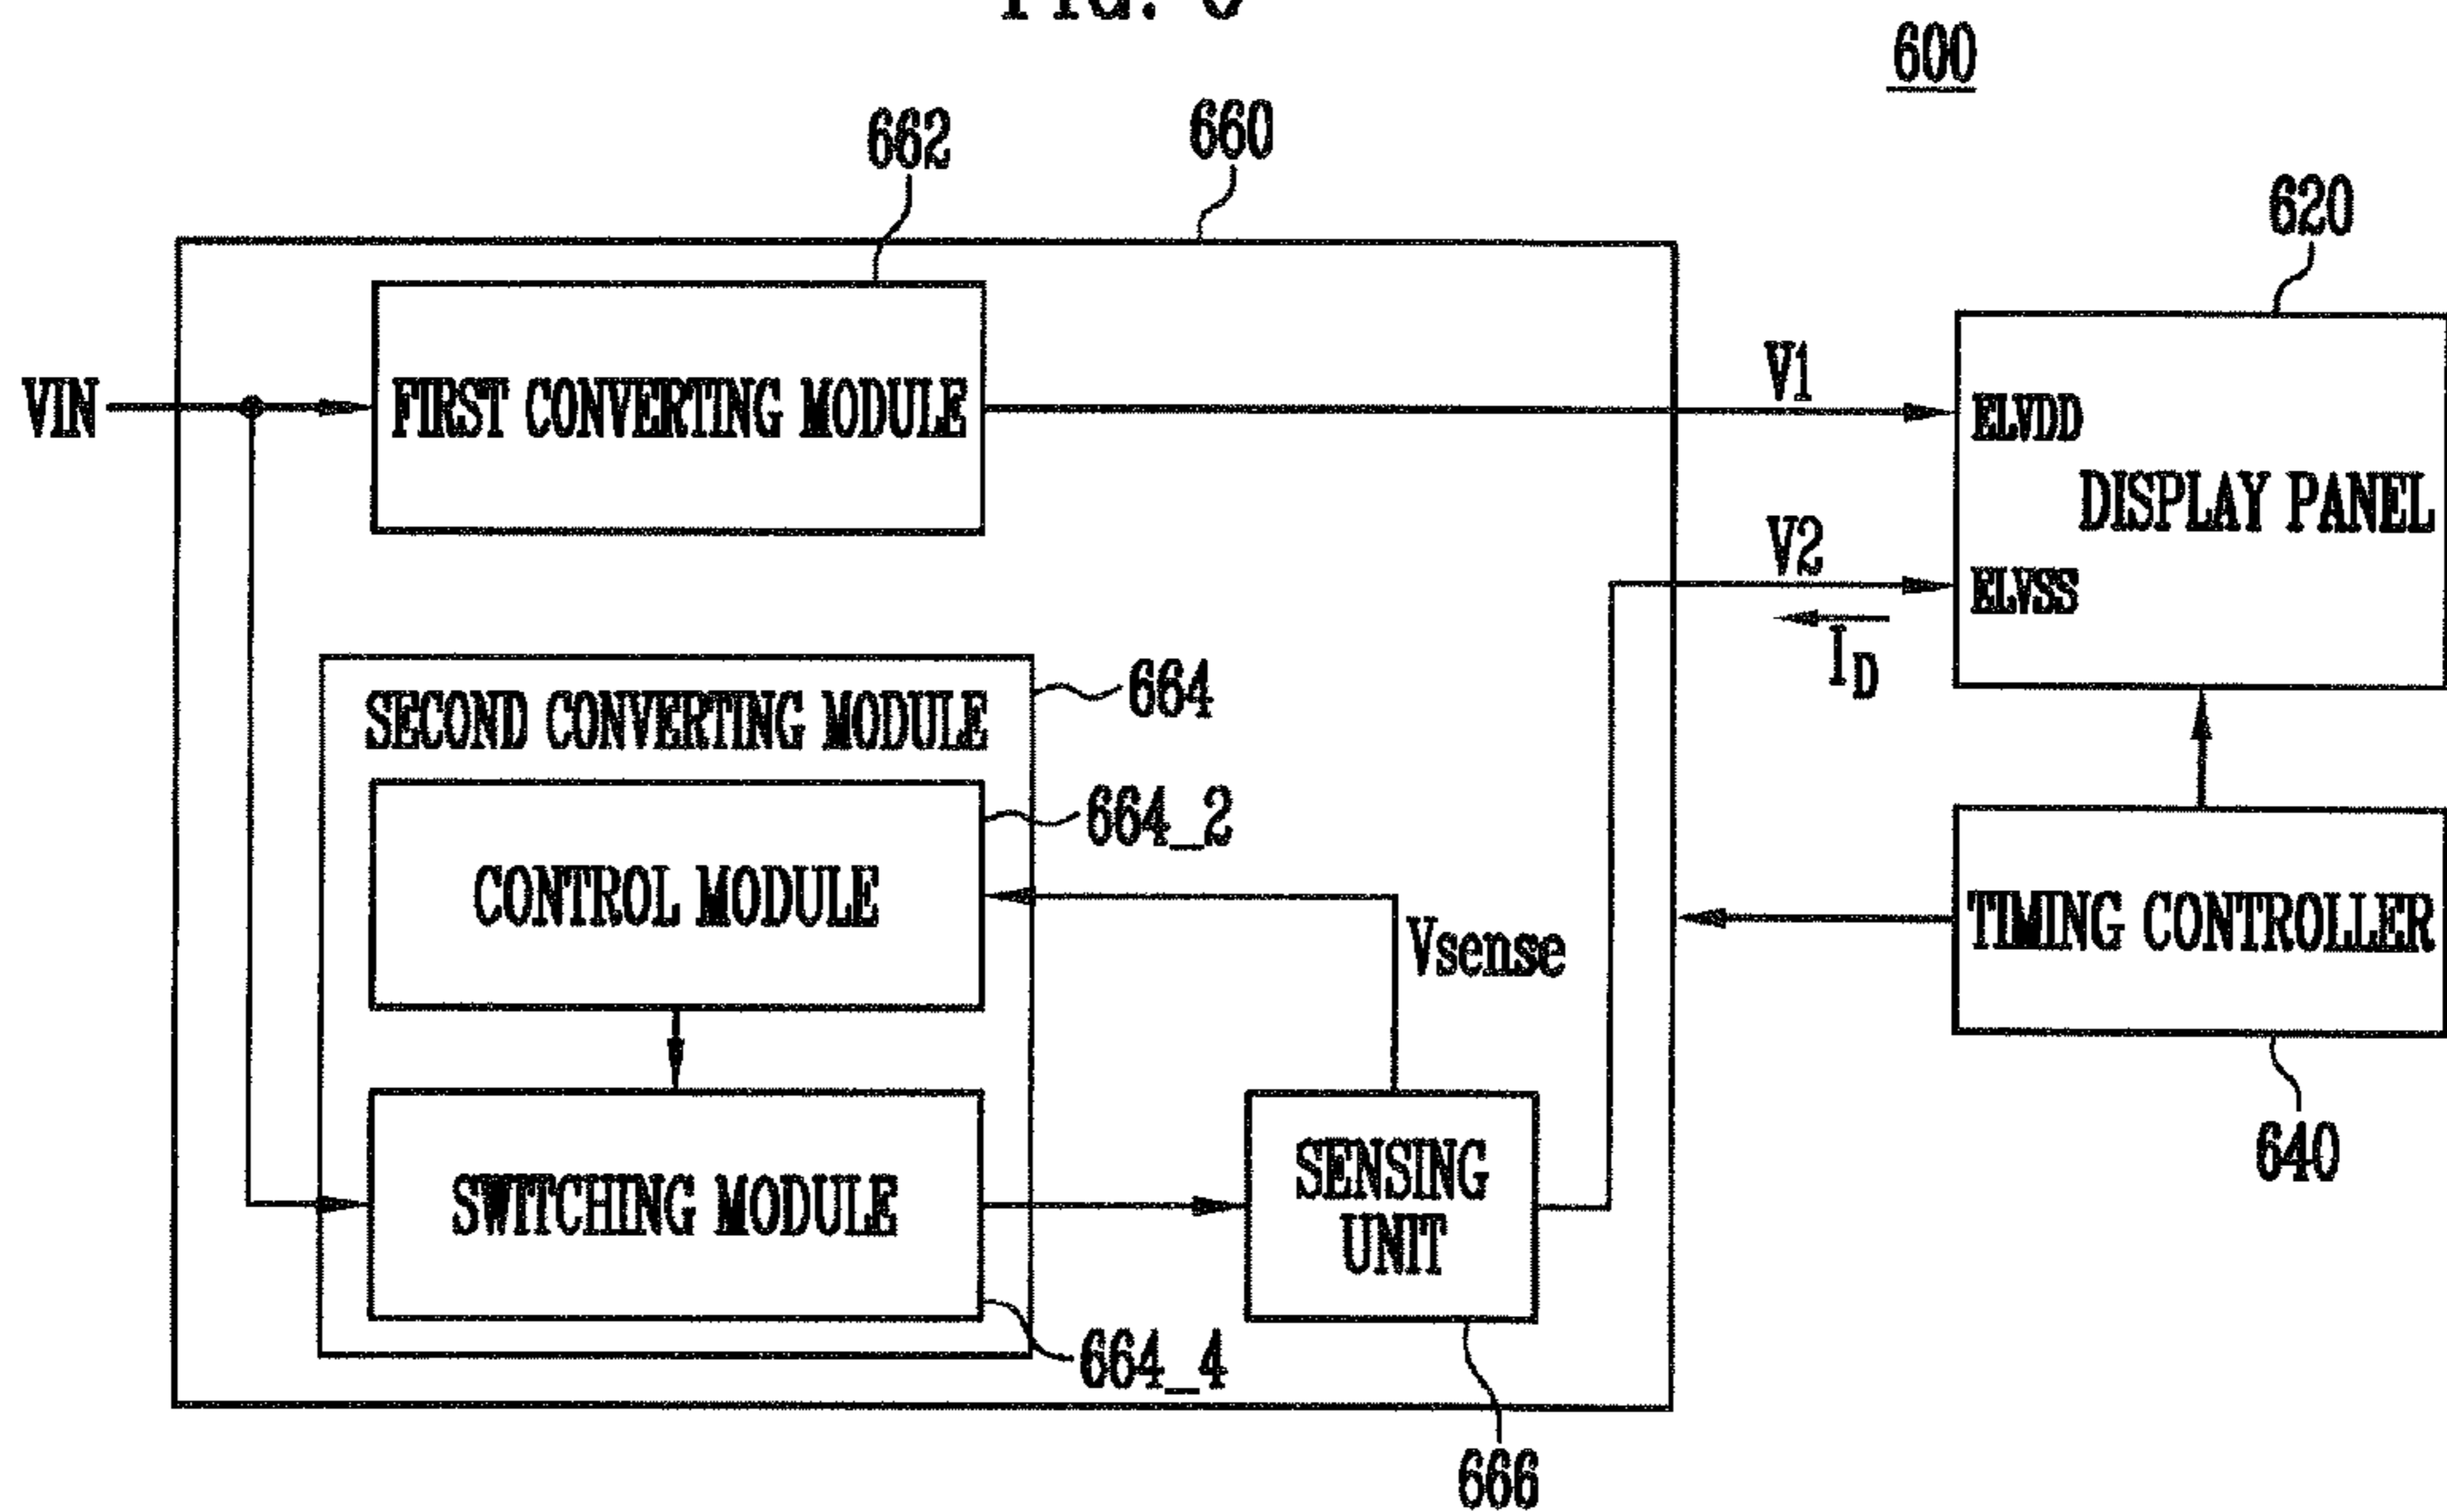 FIG.
600
662
660
620
VIN
FIRST CONVERTING MODULE
V1
ELVDD
DISPLAY PANEL
V2
ELVSS
ID
SECOND CONVERTING MODULE
664
664_2
CONTROL MODULE
Vsense
TIMING CONTROLLER
SWITCHING MODULE
SENSING
UNIT
640
664_4
666